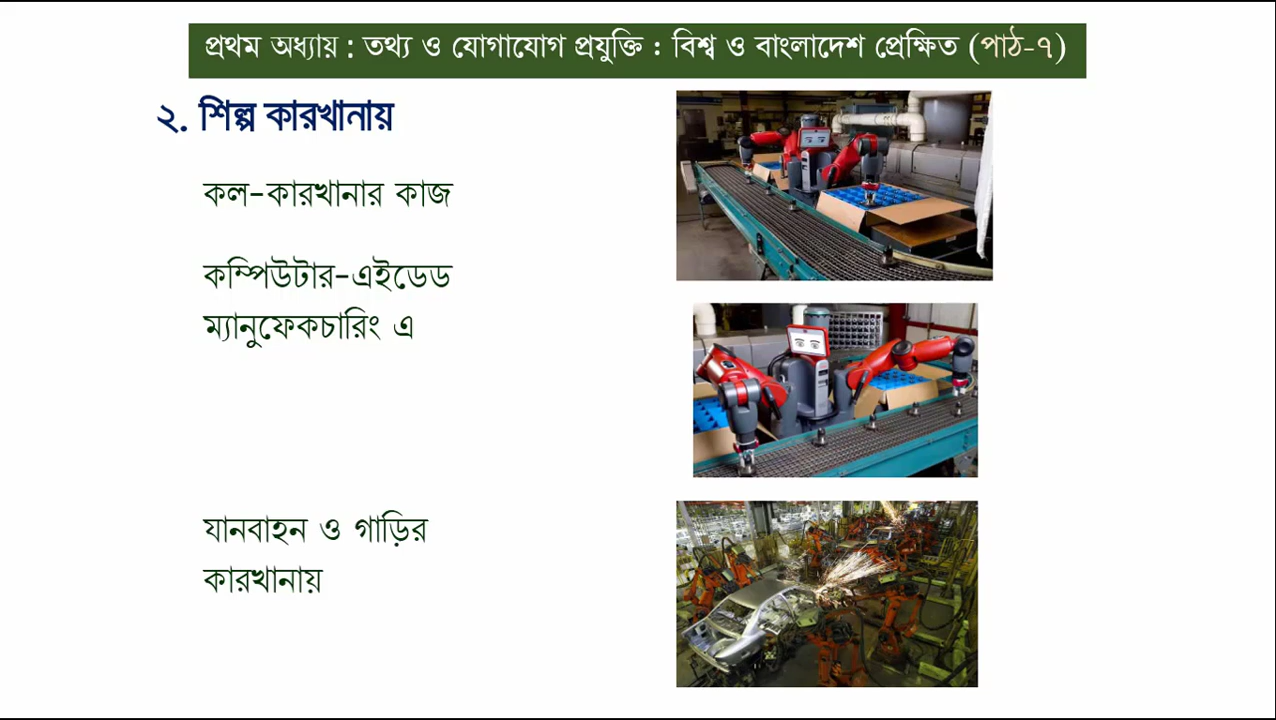 প্রথম অধ্যায় : তথ্য ও যোগাযোগ প্রযুক্তি : বিশ্ব ও বাংলাদেশ প্রেক্ষিত (পাঠ-৭)
২. শিল্প কারখানায়
কল-কারখানার কাজ
কম্পিউটার-এইডেড
ম্যানুফেকচারিং এ
যানবাহন ও গাড়ির
কারখানায়